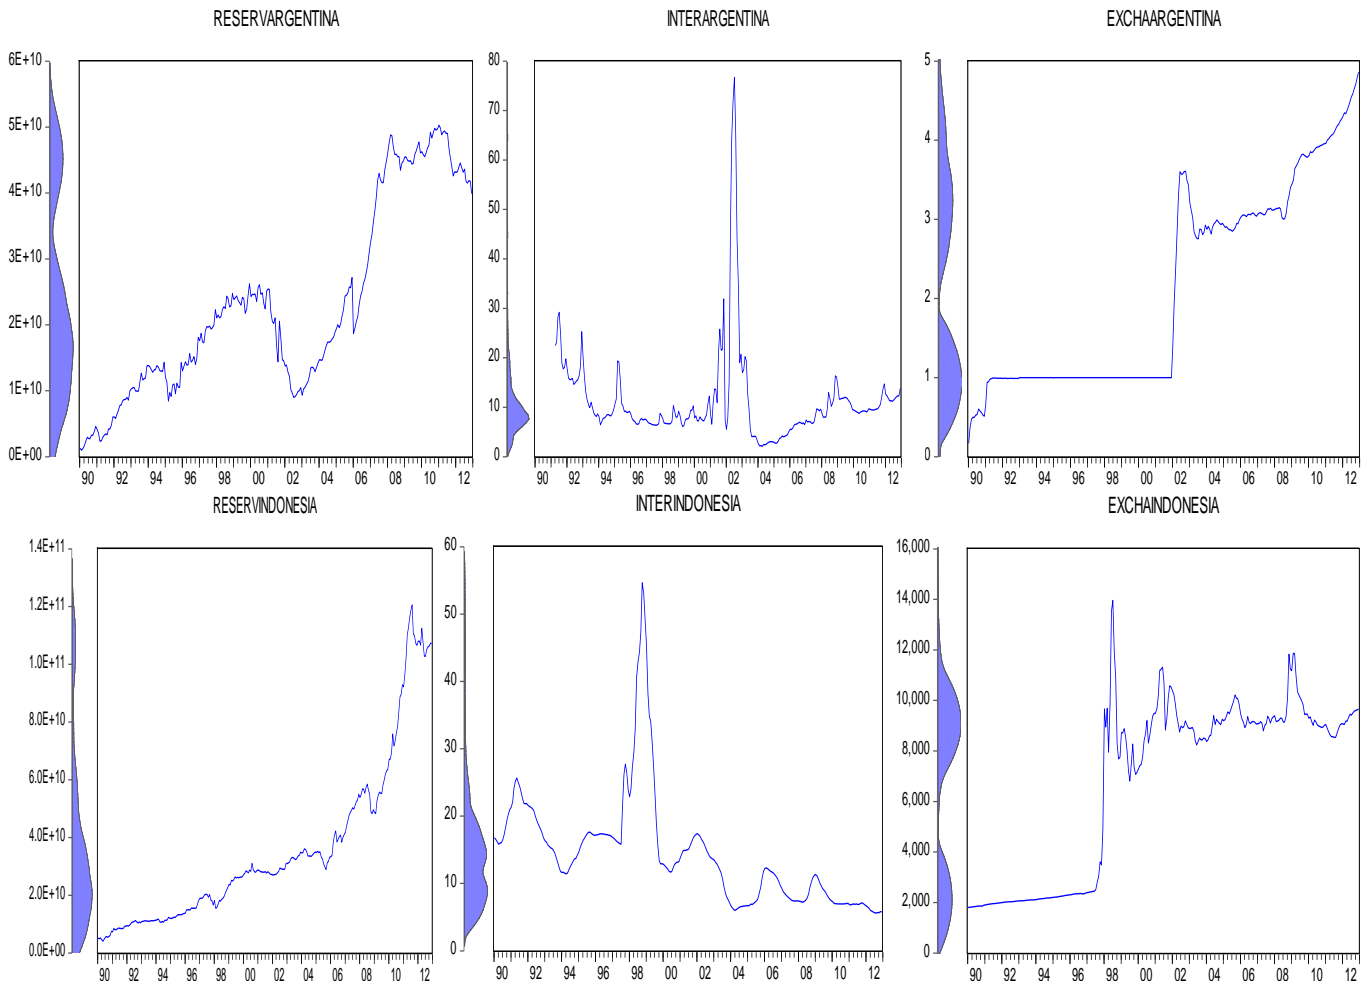 RESERVARGENTINA
INTERARGENTINA
EXCHAARGENTINA
6E+10
5E+10
4E+10
3E+10
2E+10
1E+10
0E+00
90 92 94 96 98 00 02 04 06 08 10 12
80
70
60
50
40
30
20
10
0
90 92 94 96 98 00 02 04 06 08 10 12
5
4
3
2
1
0
90 92 94 96 98 00 02 04 06 08 10 12
RESERVINDONESIA
INTERINDONESIA
EXCHAINDONESIA
1.4E+11
1.2E+11
1.0E+11
8.0E+10
6.0E+10
4.0E+10
2.0E+10
0.0E+00
90 92 94 96 98 00 02 04 06 08 10 12
60
50
40
30
20
10
0
90 92 94 96 98 00 02 04 06 08 10 12
16,000
14,000
12,000
10,000
8,000
6,000
4,000
2,000
0
90 92 94 96 98 00 02 04 06 08 10 12